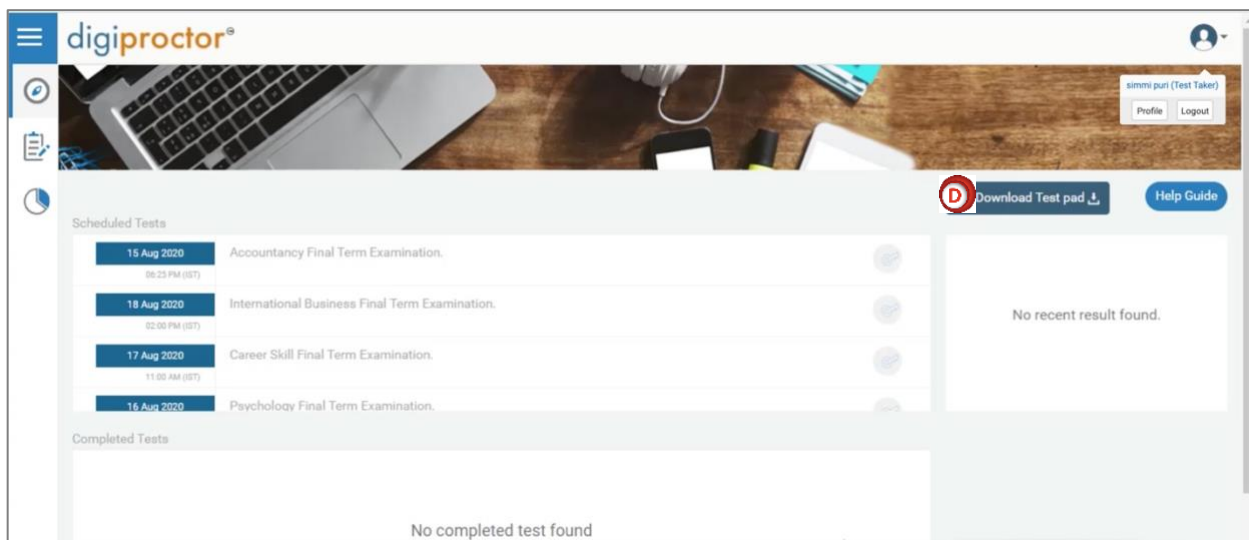 digiproctor
simmi puri (Test Taker)
Profile Logout
D Download Test pad
Help Guide
Scheduled Tests
15 Aug 2020 Accountancy Final Term Examination.
06:25 PM (IST)
18 Aug 2020 International Business Final Term Examination.
02:00 PM (IST)
17 Aug 2020 Career Skill Final Term Examination.
11:00 AM (IST)
16 Aug 2020 Psychology Final Term Examination.
No recent result found.
Completed Tests
No completed test found